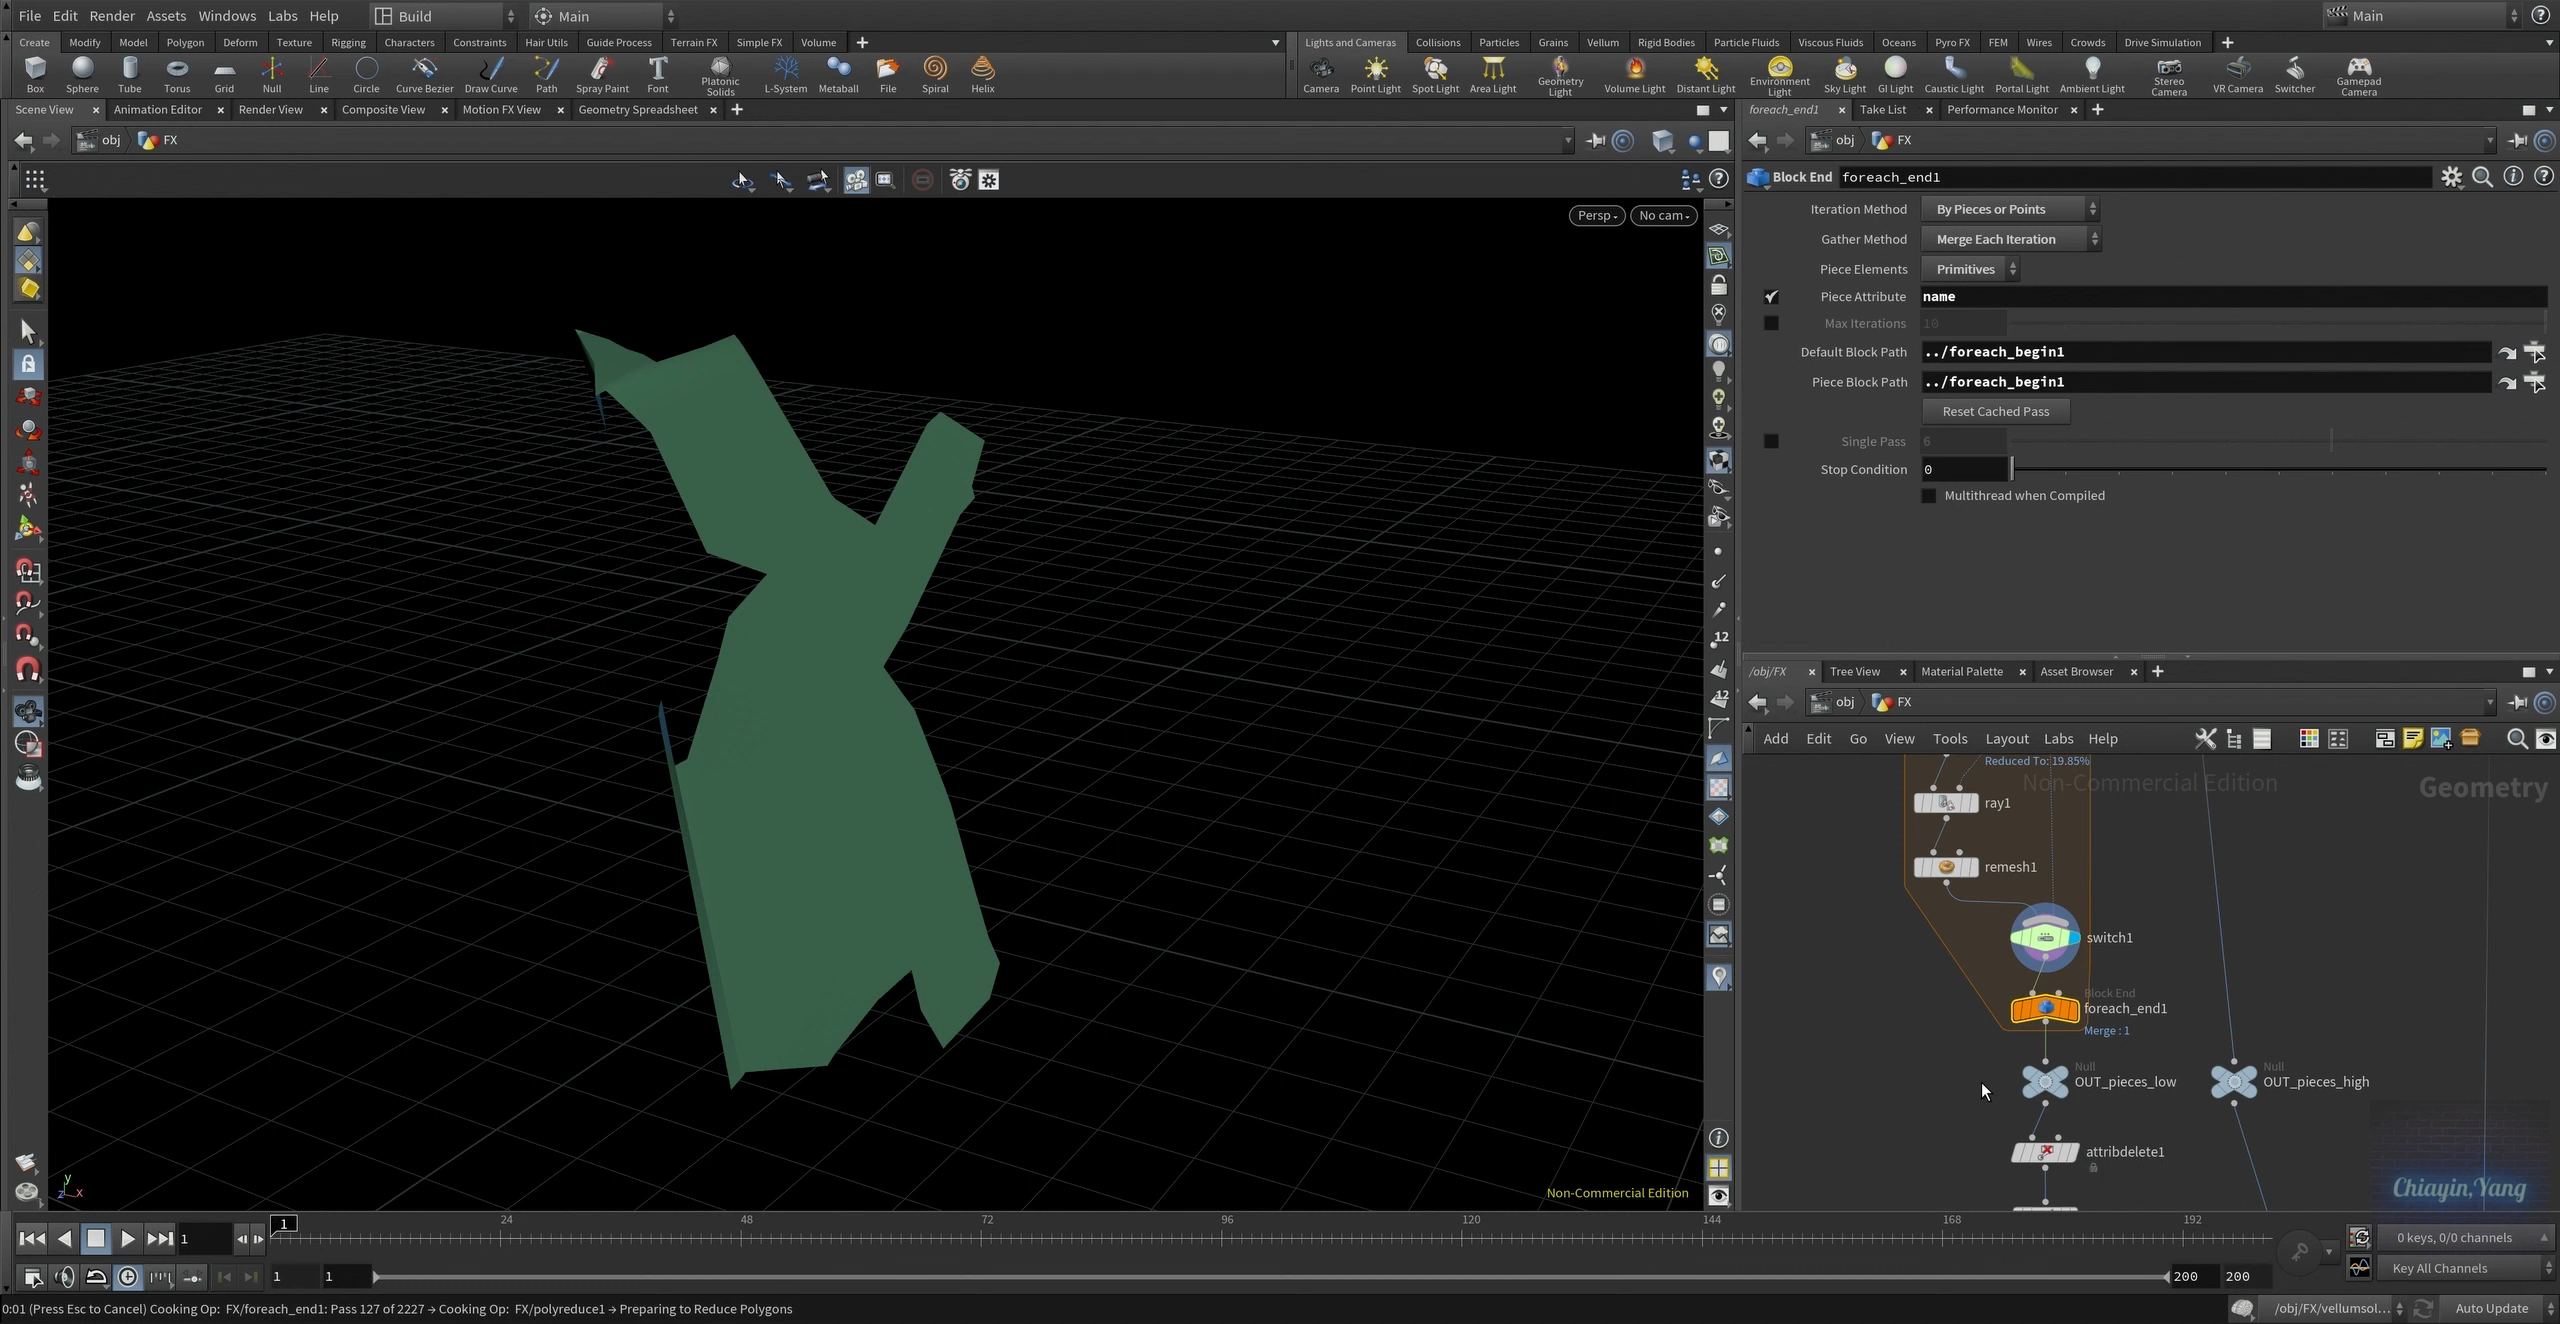 File Edit Render Assets Windows Labs Help Build Main Main
Create Modify Model Polygon Deform Texture Rigging Characters Constraints Hair Utils Guide Process Terrain FX Simple FX Volume
Lights and Cameras Collisions Particles Grains Vellum Rigid Bodies Particle Fluids Viscous Fluids Oceans Pyro FX FEM Wires Crowds Drive Simulation
Box Sphere Tube Torus Grid Null Line Circle Curve Bezier Draw Curve Path Spray Paint Font Platonic Solids L-System Metaball File Spiral Helix
Camera Point Light Spot Light Area Light Geometry Light Volume Light Distant Light Environment Light Sky Light GI Light Caustic Light Portal Light Ambient Light Stereo Camera VR Camera Switcher Gamepad Camera
Scene View Animation Editor Render View Composite View Motion FX View Geometry Spreadsheet
foreach_end1 Take List Performance Monitor
obj FX
obj FX
Persp No cam
12
12
Non-Commercial Edition
y
z x
Block End foreach_end1
Iteration Method By Pieces or Points
Gather Method Merge Each Iteration
Piece Elements Primitives
Piece Attribute name
Max Iterations 10
Default Block Path ../foreach_begin1
Piece Block Path ../foreach_begin1
Reset Cached Pass
Single Pass 6
Stop Condition 0
Multithread when Compiled
/obj/FX Tree View Material Palette Asset Browser
obj FX
Add Edit Go View Tools Layout Labs Help
Reduced To: 19.85%
Non-Commercial Edition
Geometry
ray1
remesh1
switch1
Block End
foreach_end1
Merge : 1
Null
OUT_pieces_low
Null
OUT_pieces_high
attribdelete1
Chiayin,Yang
1 24 48 72 96 120 144 168 192
1
0 keys, 0/0 channels
1 1 200 200
Key All Channels
0:01 (Press Esc to Cancel) Cooking Op: FX/foreach_end1: Pass 127 of 2227 → Cooking Op: FX/polyreduce1 → Preparing to Reduce Polygons
/obj/FX/vellumsol... Auto Update